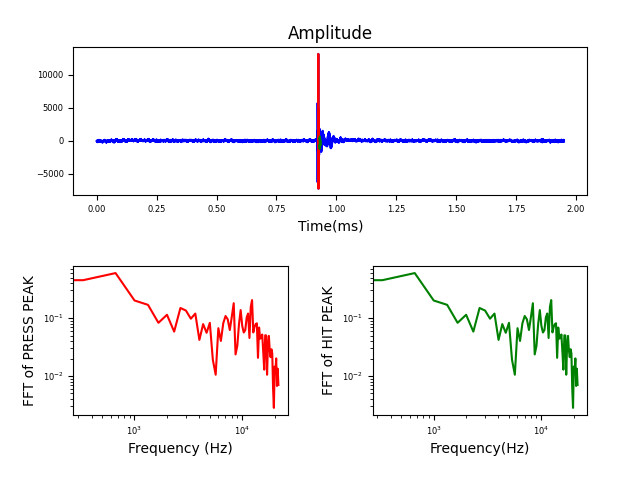 Amplitude
10000
5000
0
−5000
0.00 0.25 0.50 0.75 1.00 1.25 1.50 1.75 2.00
Time(ms)
FFT of PRESS PEAK
10⁻¹
10⁻²
10³ 10⁴
Frequency (Hz)
FFT of HIT PEAK
10⁻¹
10⁻²
10³ 10⁴
Frequency(Hz)